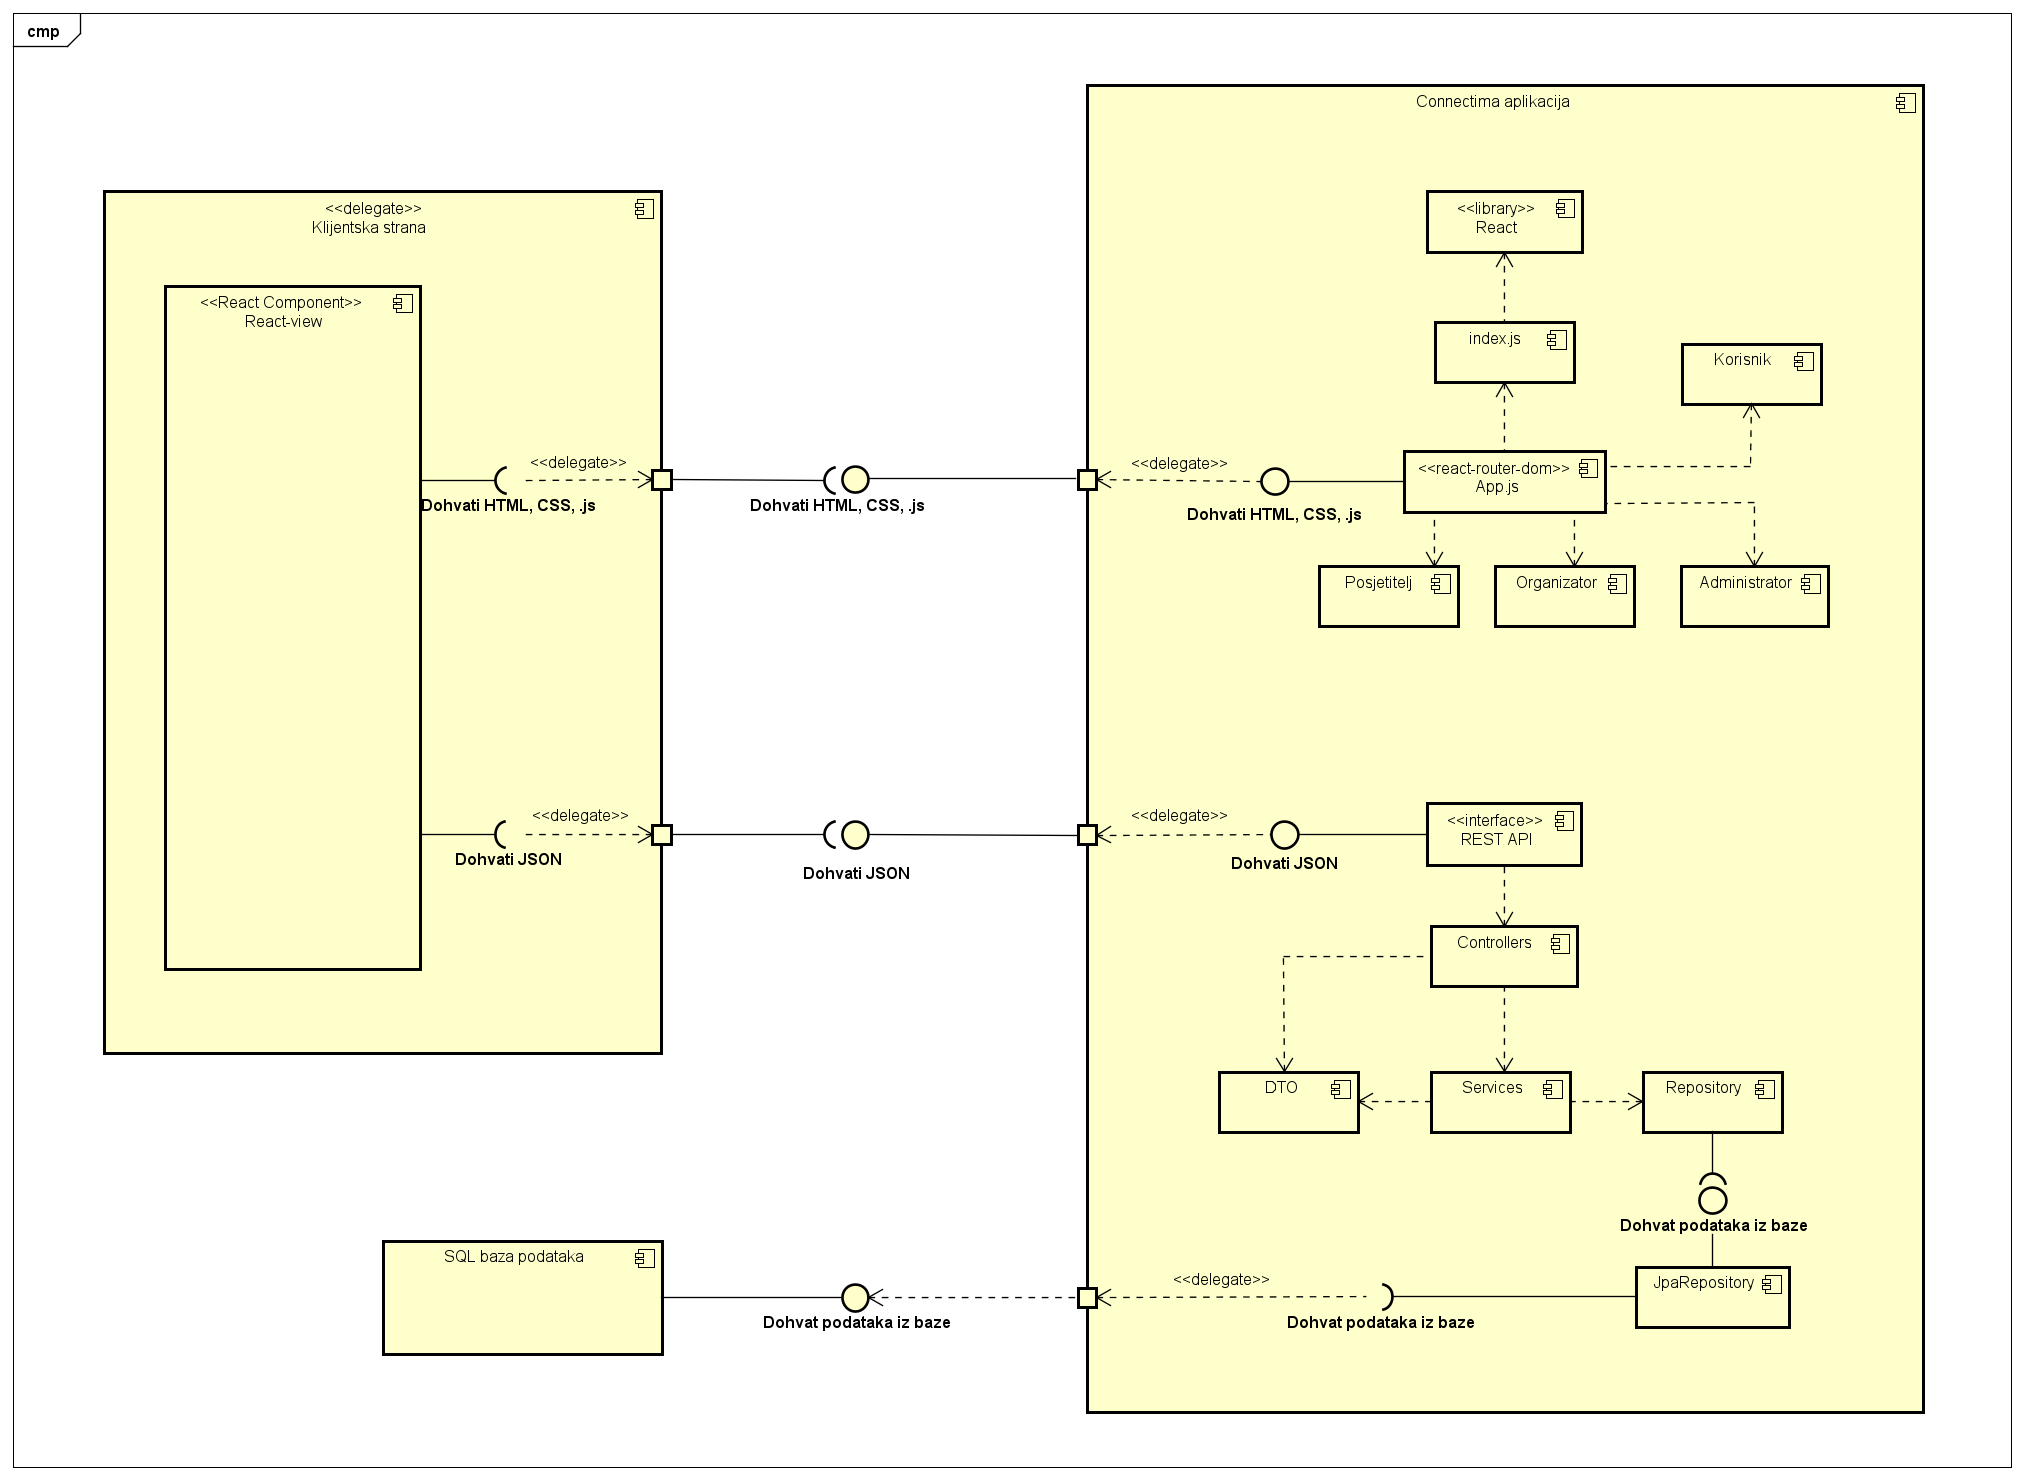 cmp
Connectima aplikacija
<<delegate>>
Klijentska strana
<<React Component>>
React-view
<<library>>
React
index.js
Korisnik
<<delegate>>
Dohvati HTML, CSS, .js
Dohvati HTML, CSS, .js
<<delegate>>
Dohvati HTML, CSS, .js
<<react-router-dom>>
App.js
Posjetitelj
Organizator
Administrator
<<delegate>>
Dohvati JSON
Dohvati JSON
<<delegate>>
Dohvati JSON
<<interface>>
REST API
Controllers
DTO
Services
Repository
Dohvat podataka iz baze
SQL baza podataka
Dohvat podataka iz baze
<<delegate>>
Dohvat podataka iz baze
JpaRepository